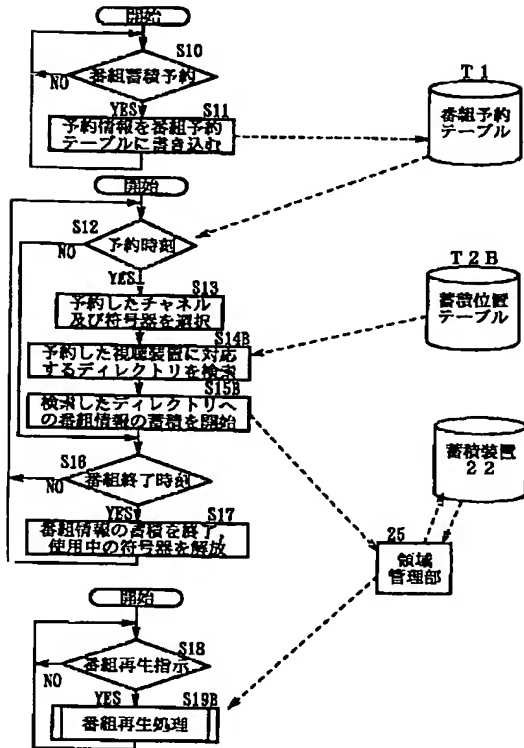 開始
S10
番組蓄積予約
NO
YES
S11
予約情報を番組予約
テーブルに書き込む
T1
番組予約
テーブル
開始
S12
予約時刻
NO
YES
S13
予約したチャネル
及び符号器を選択
S14B
予約した視聴装置に対応
するディレクトリを検索
S15B
検索したディレクトリへ
の番組情報の蓄積を開始
T2B
蓄積位置
テーブル
S16
番組終了時刻
NO
YES
S17
番組情報の蓄積を終了,
使用中の符号器を解放
蓄積装置
22
25
領域
管理部
開始
S18
番組再生指示
NO
YES
S19B
番組再生処理